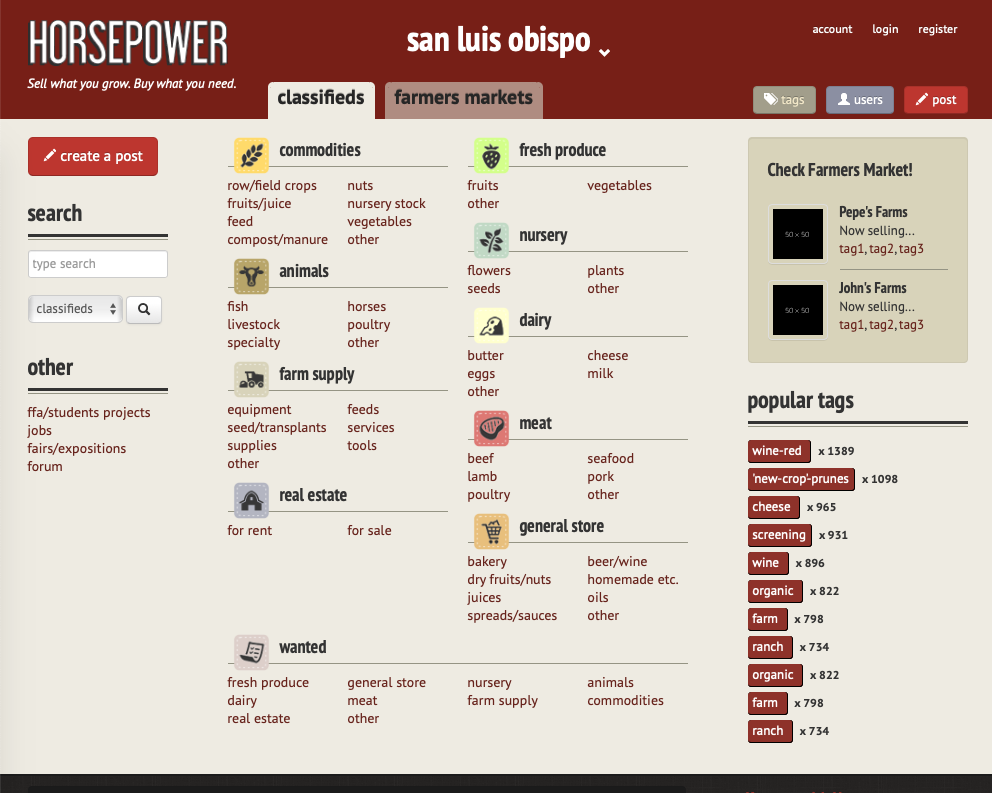 HORSEPOWER
Sell what you grow. Buy what you need.
san luis obispo
account login register
classifieds farmers markets
tags users post
create a post
search
type search
classifieds
other
ffa/students projects
jobs
fairs/expositions
forum
commodities
row/field crops nuts
fruits/juice nursery stock
feed vegetables
compost/manure other
animals
fish horses
livestock poultry
specialty other
farm supply
equipment feeds
seed/transplants services
supplies tools
other
real estate
for rent for sale
fresh produce
fruits vegetables
other
nursery
flowers plants
seeds other
dairy
butter cheese
eggs milk
other
meat
beef seafood
lamb pork
poultry other
general store
bakery beer/wine
dry fruits/nuts homemade etc.
juices oils
spreads/sauces other
wanted
fresh produce general store nursery animals
dairy meat farm supply commodities
real estate other
Check Farmers Market!
50 × 50
Pepe's Farms
Now selling...
tag1, tag2, tag3
50 × 50
John's Farms
Now selling...
tag1, tag2, tag3
popular tags
wine-red x 1389
'new-crop'-prunes x 1098
cheese x 965
screening x 931
wine x 896
organic x 822
farm x 798
ranch x 734
organic x 822
farm x 798
ranch x 734